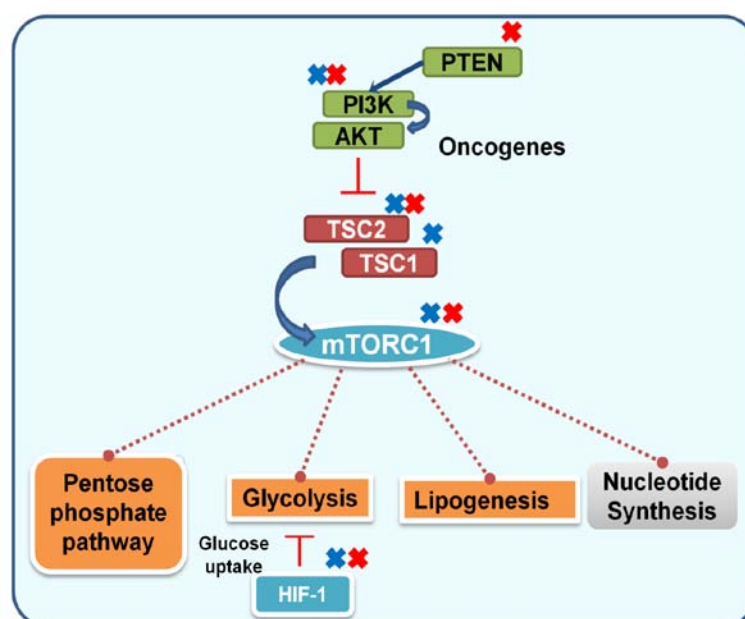 PTEN
PI3K
AKT
Oncogenes
TSC2
TSC1
mTORC1
Pentose
phosphate
pathway
Glycolysis
Lipogenesis
Nucleotide
Synthesis
Glucose
uptake
HIF-1